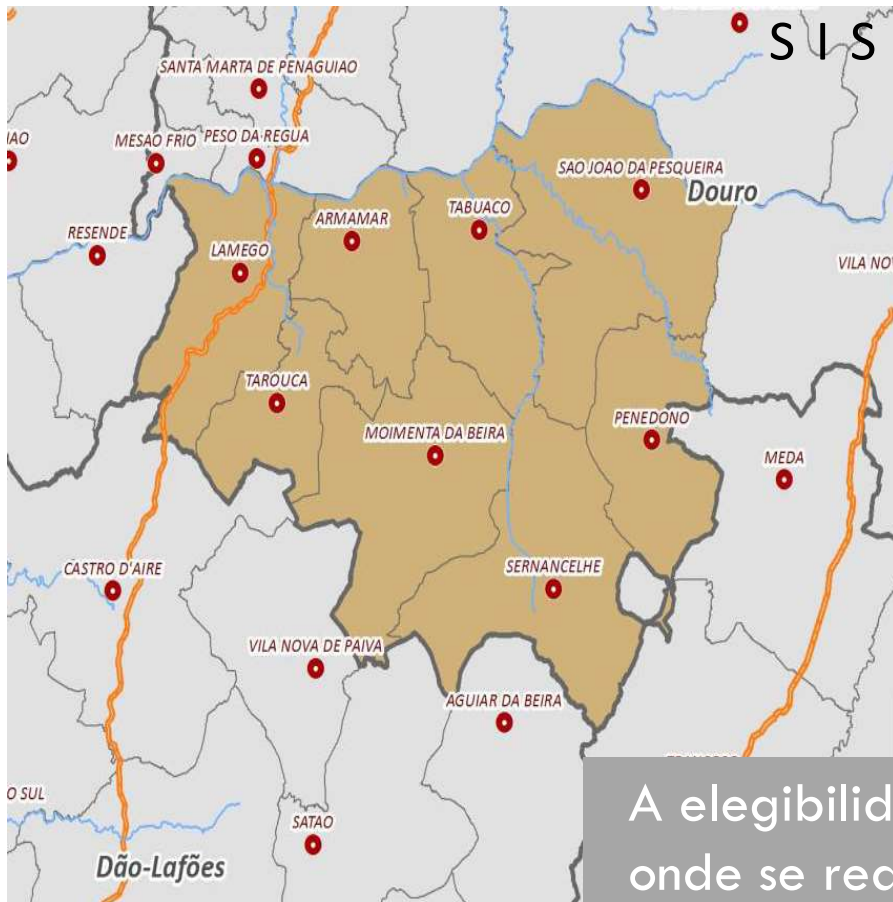 S I S
SANTA MARTA DE PENAGUIAO
MESAO FRIO
PESO DA REGUA
SAO JOAO DA PESQUEIRA
Douro
RESENDE
ARMAMAR
TABUACO
LAMEGO
VILA NOV
TAROUCA
MOIMENTA DA BEIRA
PENEDONO
MEDA
CASTRO D'AIRE
SERNANCELHE
VILA NOVA DE PAIVA
AGUIAR DA BEIRA
O SUL
SATAO
Dão-Lafões
A elegibilid
onde se rec